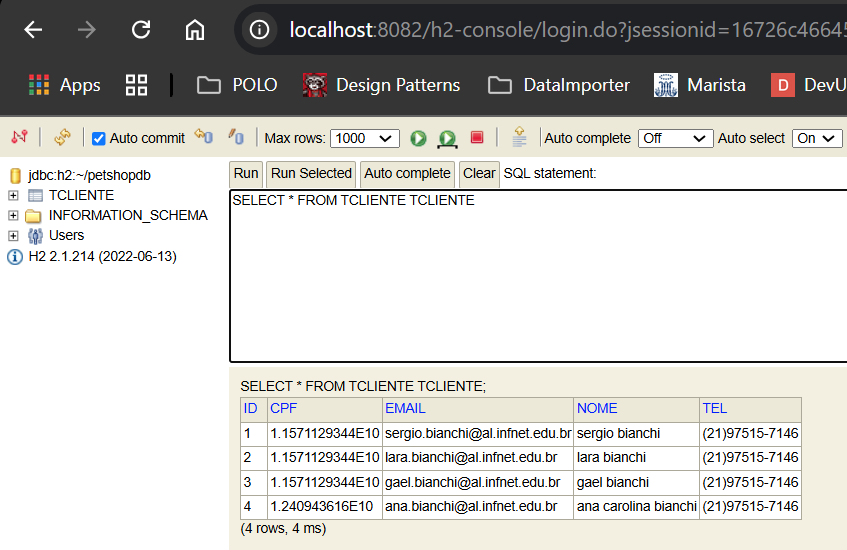 localhost:8082/h2-console/login.do?jsessionid=16726c46645
Apps POLO Design Patterns DataImporter Marista D DevU
Auto commit Max rows: 1000 Auto complete Off Auto select On
jdbc:h2:~/petshopdb
TCLIENTE
INFORMATION_SCHEMA
Users
H2 2.1.214 (2022-06-13)
Run Run Selected Auto complete Clear SQL statement:
SELECT * FROM TCLIENTE TCLIENTE
SELECT * FROM TCLIENTE TCLIENTE;
ID CPF EMAIL NOME TEL
1 1.1571129344E10 sergio.bianchi@al.infnet.edu.br sergio bianchi (21)97515-7146
2 1.1571129344E10 lara.bianchi@al.infnet.edu.br lara bianchi (21)97515-7146
3 1.1571129344E10 gael.bianchi@al.infnet.edu.br gael bianchi (21)97515-7146
4 1.240943616E10 ana.bianchi@al.infnet.edu.br ana carolina bianchi (21)97515-7146
(4 rows, 4 ms)